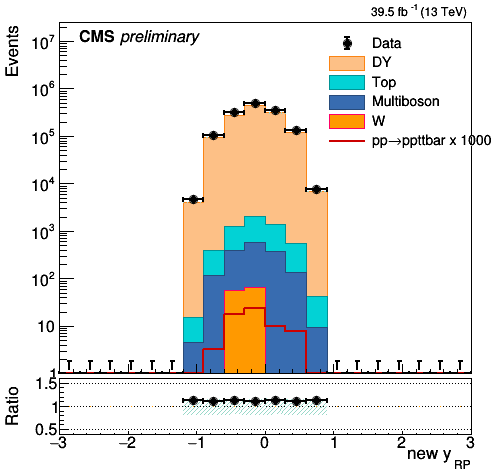 39.5 fb⁻¹ (13 TeV)
CMS preliminary
Events
Data
DY
Top
Multiboson
W
pp→ppttbar x 1000
10⁷
10⁶
10⁵
10⁴
10³
10²
10
1
Ratio
1.5
1
0.5
−3 −2 −1 0 1 2 3
new y_RP